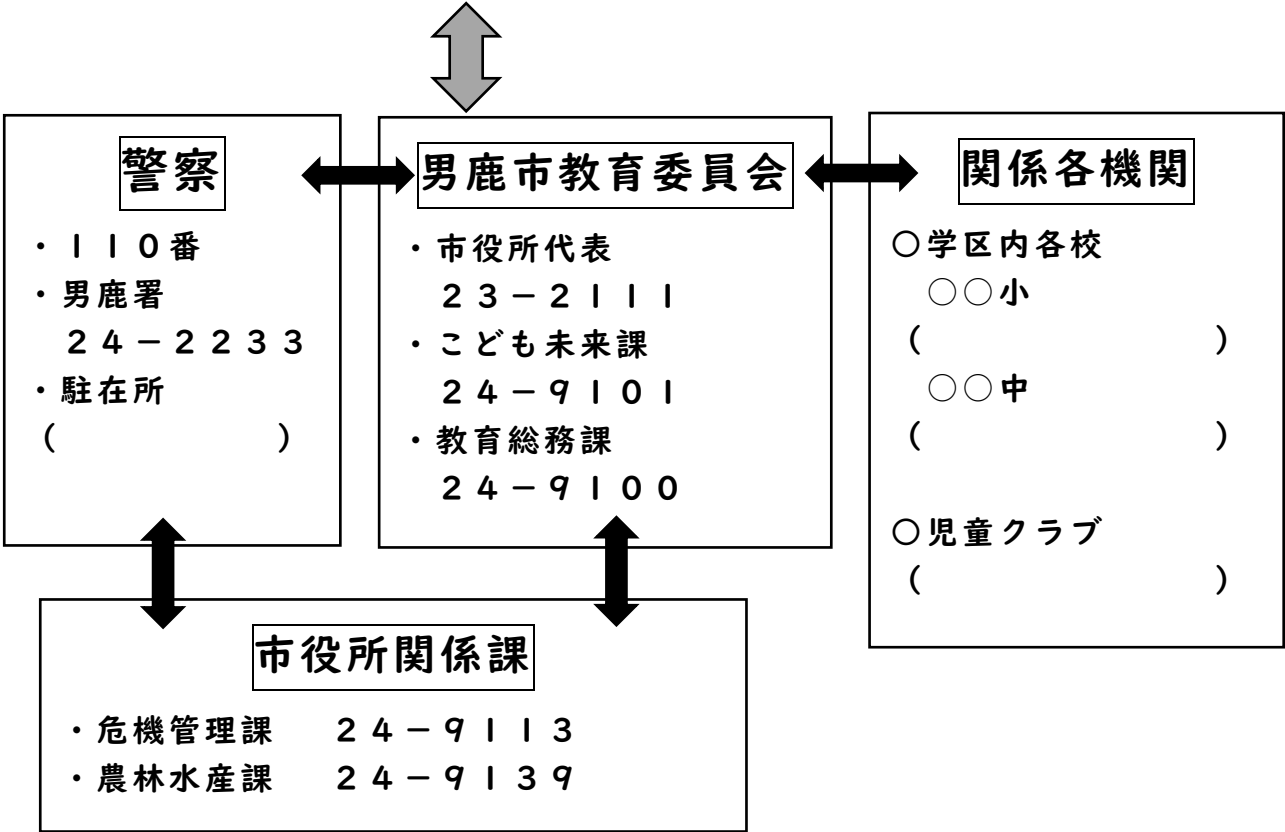 警察
・１１０番
・男鹿署
２４－２２３３
・駐在所
（　　　　　　）
男鹿市教育委員会
・市役所代表
２３－２１１１
・こども未来課
２４－９１０１
・教育総務課
２４－９１００
関係各機関
○学区内各校
○○小
（　　　　　　　　）
○○中
（　　　　　　　　）
○児童クラブ
（　　　　　　　　）
市役所関係課
・危機管理課　２４－９１１３
・農林水産課　２４－９１３９